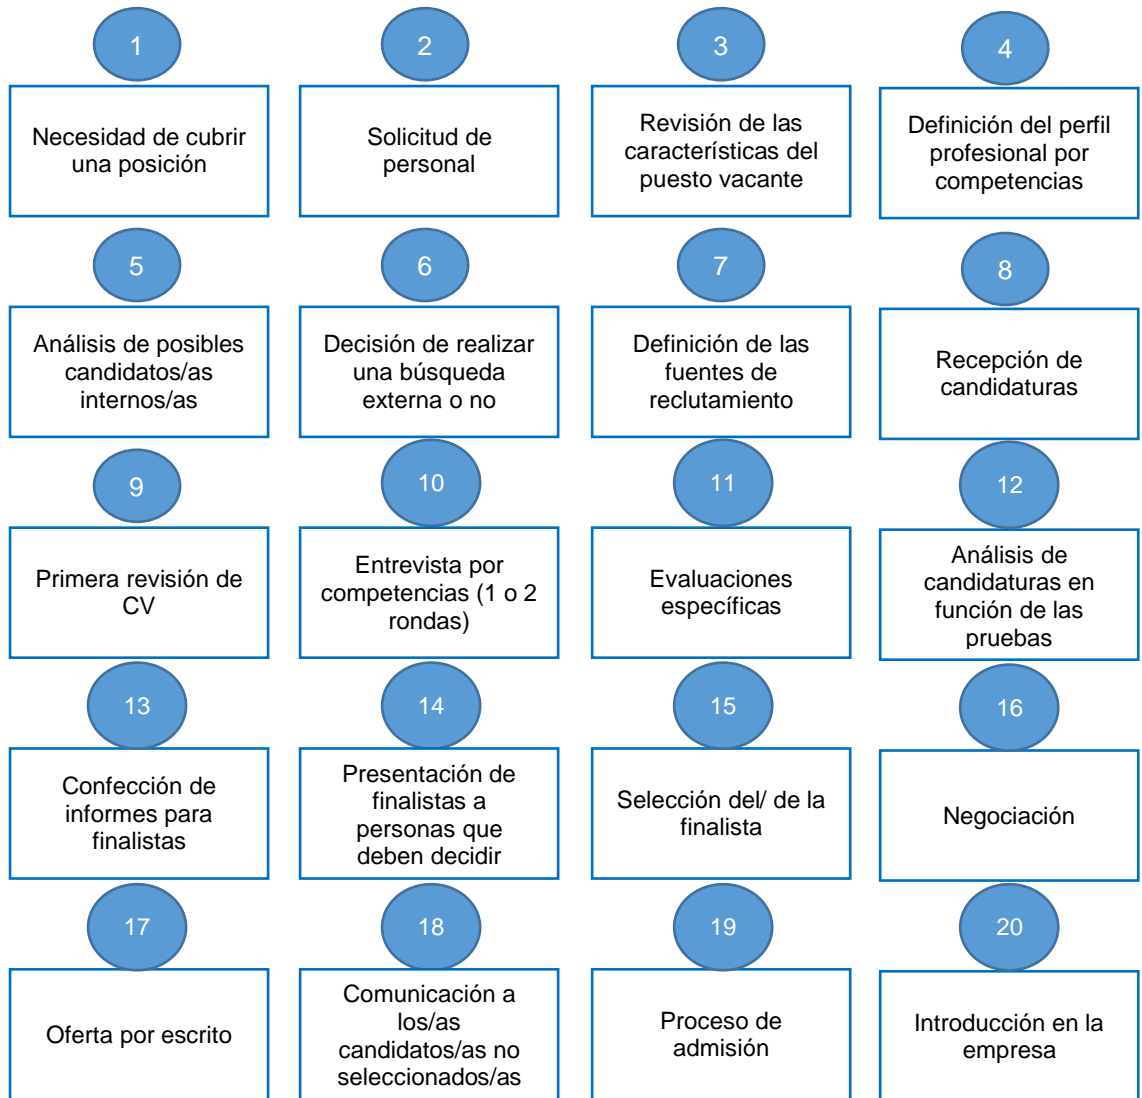 1
2
3
4
Necesidad de cubrir
una posición
Solicitud de
personal
Revisión de las
características del
puesto vacante
Definición del perfil
profesional por
competencias
5
6
7
8
Análisis de posibles
candidatos/as
internos/as
Decisión de realizar
una búsqueda
externa o no
Definición de las
fuentes de
reclutamiento
Recepción de
candidaturas
9
10
11
12
Primera revisión de
CV
Entrevista por
competencias (1 o 2
rondas)
Evaluaciones
específicas
Análisis de
candidaturas en
función de las
pruebas
13
14
15
16
Confección de
informes para
finalistas
Presentación de
finalistas a
personas que
deben decidir
Selección del/ de la
finalista
Negociación
17
18
19
20
Oferta por escrito
Comunicación a
los/as
candidatos/as no
seleccionados/as
Proceso de
admisión
Introducción en la
empresa